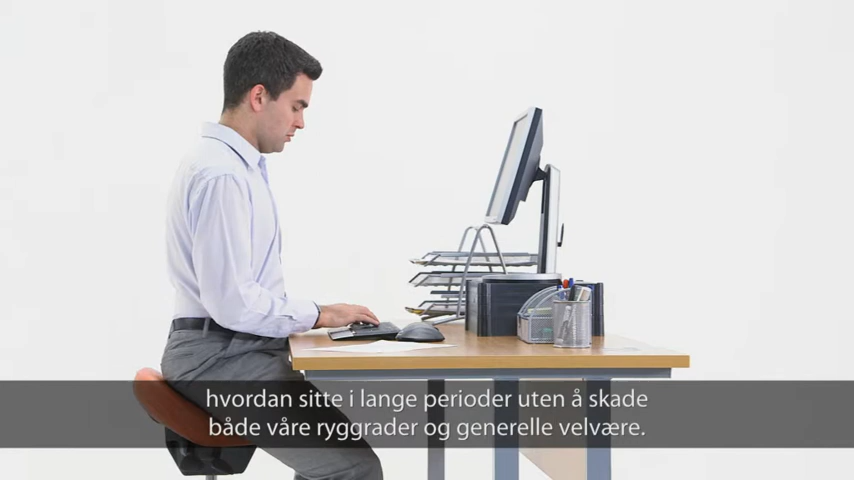 hvordan sitte i lange perioder uten å skade
både våre ryggrader og generelle velvære.